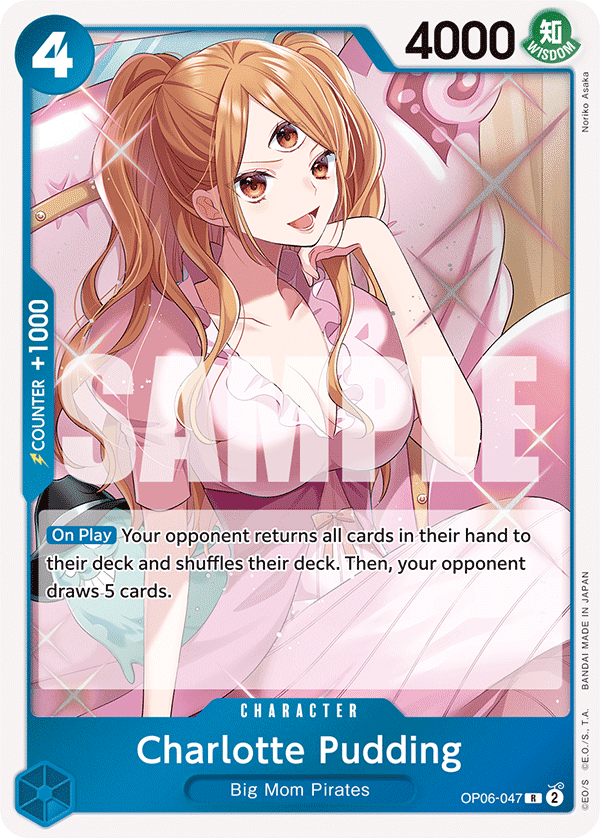 4
4000
知
WISDOM
Noriko Asaka
COUNTER +1000
SAMPLE
On Play Your opponent returns all cards in their hand to
their deck and shuffles their deck. Then, your opponent
draws 5 cards.
CHARACTER
Charlotte Pudding
Big Mom Pirates
OP06-047 R 2
©E.O/S ©E.O./S., T.A. BANDAI MADE IN JAPAN